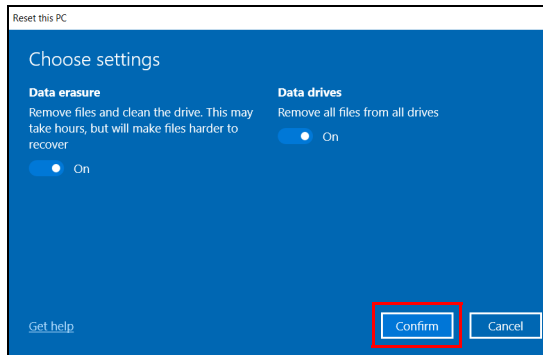 Reset this PC
Choose settings
Data erasure
Remove files and clean the drive. This may
take hours, but will make files harder to
recover
On
Data drives
Remove all files from all drives
On
Get help
Confirm
Cancel